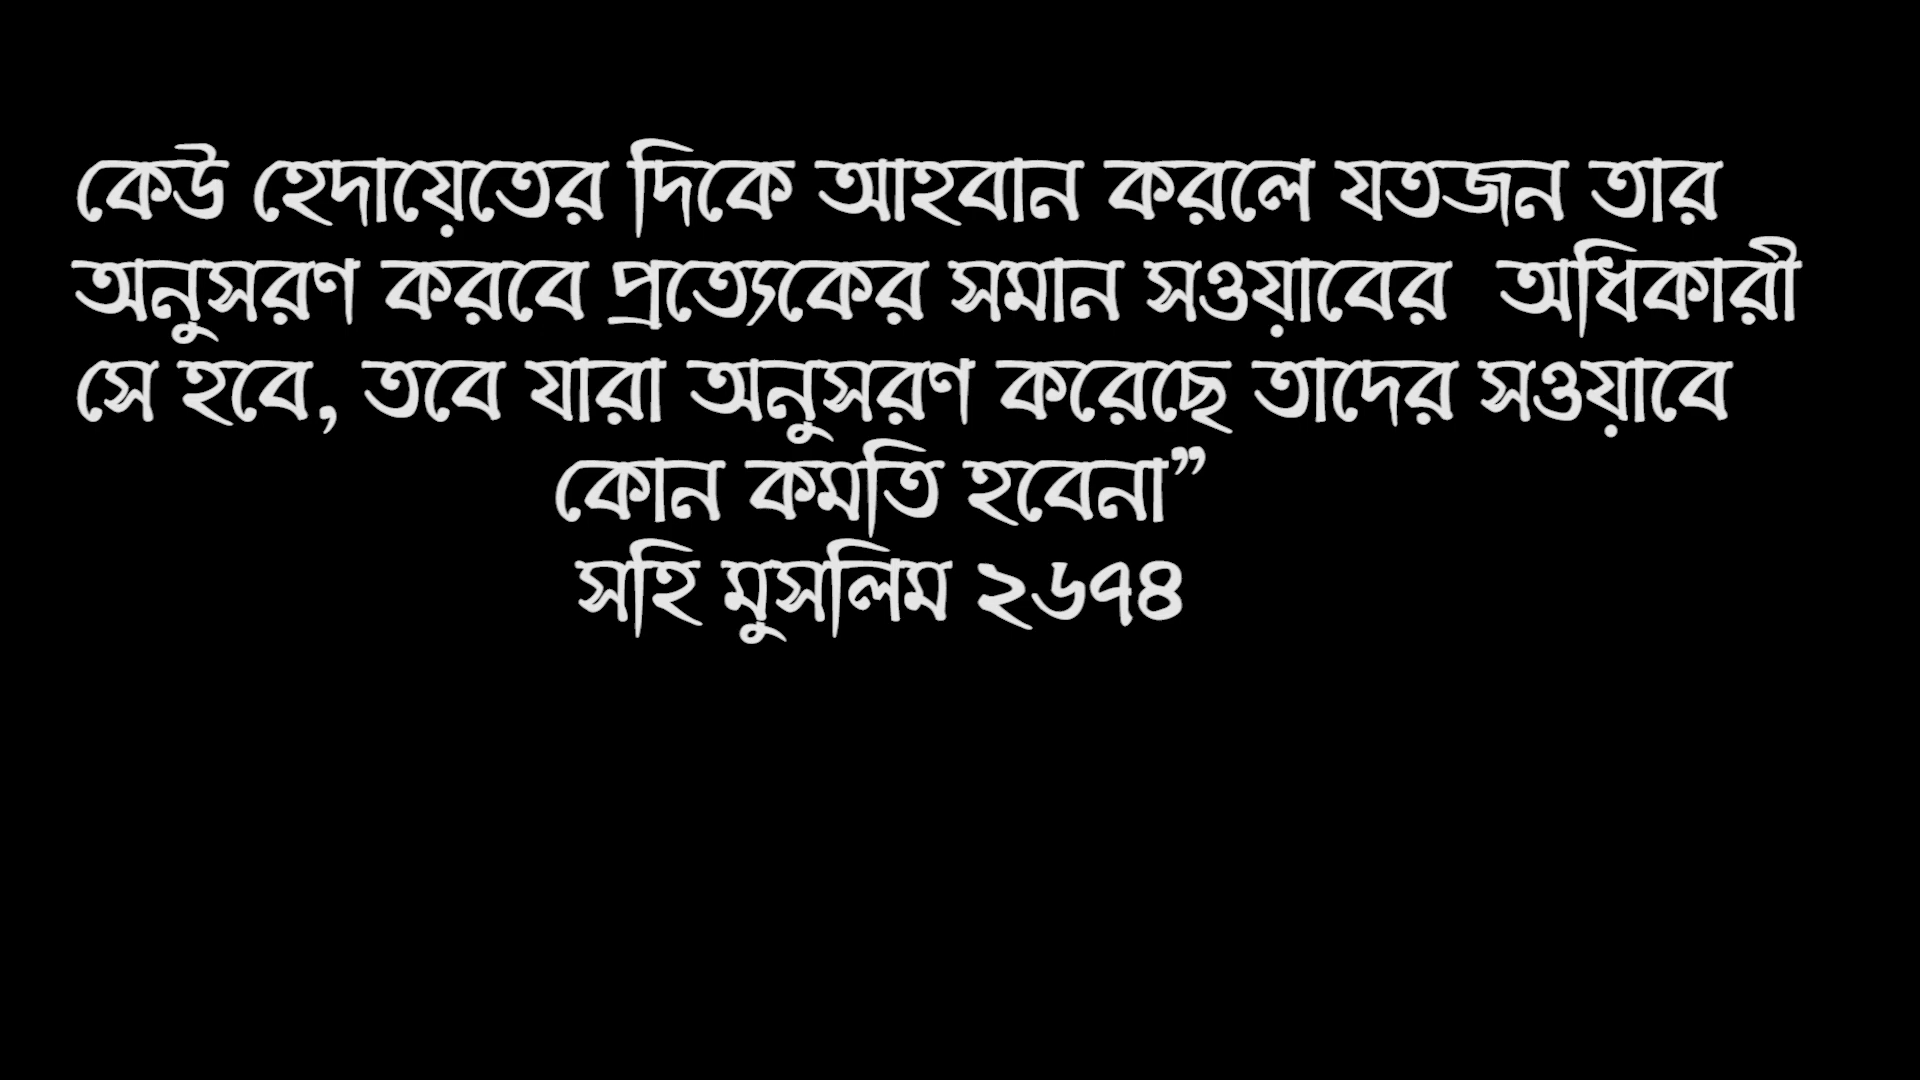 কেউ হেদায়েতের দিকে আহবান করলে যতজন তার
অনুসরণ করবে প্রত্যেকের সমান সওয়াবের  অধিকারী
সে হবে, তবে যারা অনুসরণ করেছে তাদের সওয়াবে
কোন কমতি হবেনা”
সহি মুসলিম ২৬৭৪